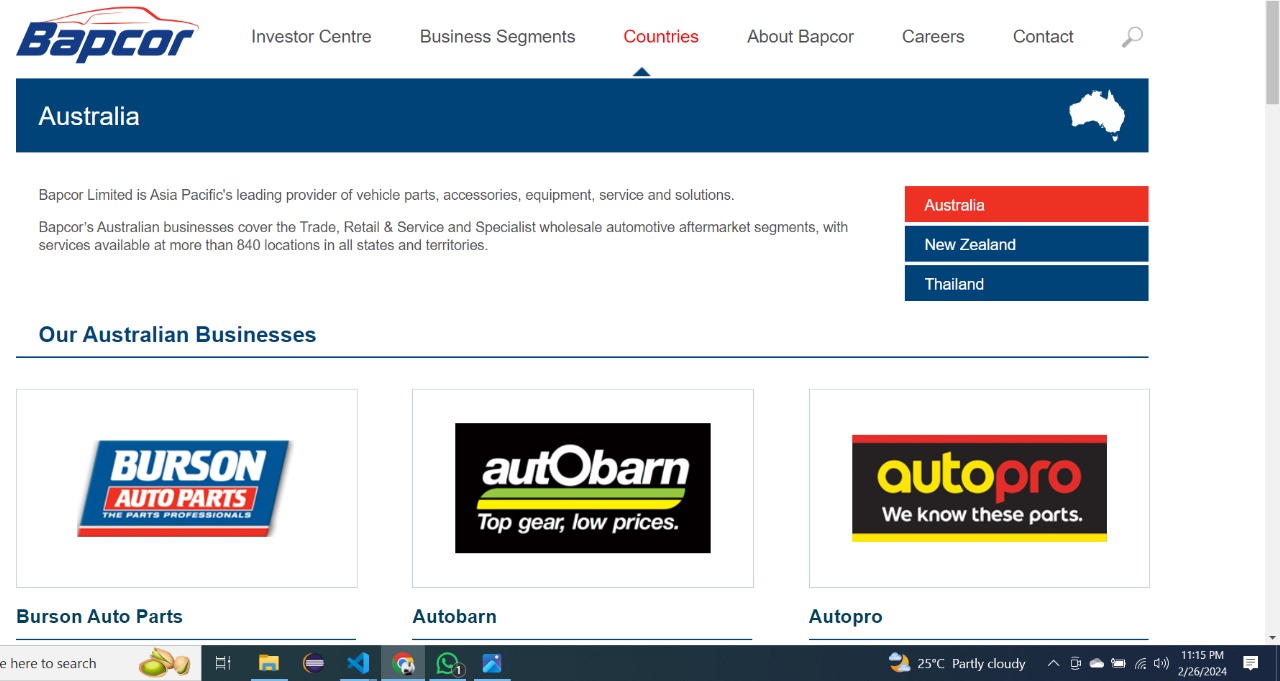 Bapcor
Investor Centre
Business Segments
Countries
About Bapcor
Careers
Contact
Australia
Bapcor Limited is Asia Pacific's leading provider of vehicle parts, accessories, equipment, service and solutions.
Bapcor's Australian businesses cover the Trade, Retail & Service and Specialist wholesale automotive aftermarket segments, with
services available at more than 840 locations in all states and territories.
Australia
New Zealand
Thailand
Our Australian Businesses
BURSON
AUTO PARTS
THE PARTS PROFESSIONALS
autObarn
Top gear, low prices.
autopro
We know these parts.
Burson Auto Parts
Autobarn
Autopro
e here to search
1
25°C Partly cloudy
11:15 PM
2/26/2024